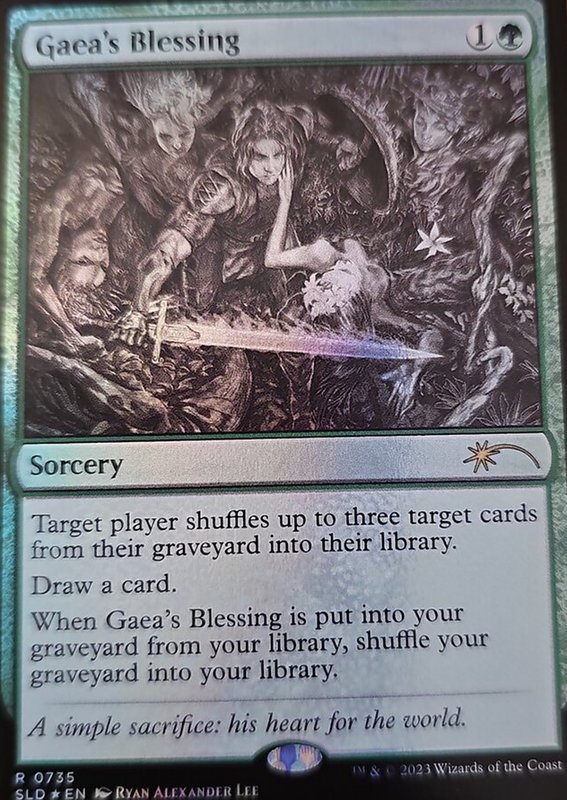 Gaea's Blessing 1
Sorcery
Target player shuffles up to three target cards
from their graveyard into their library.
Draw a card.
When Gaea's Blessing is put into your
graveyard from your library, shuffle your
graveyard into your library.
A simple sacrifice: his heart for the world.
R 0735
™ & © 2023 Wizards of the Coast
SLD ★ EN RYAN ALEXANDER LEE